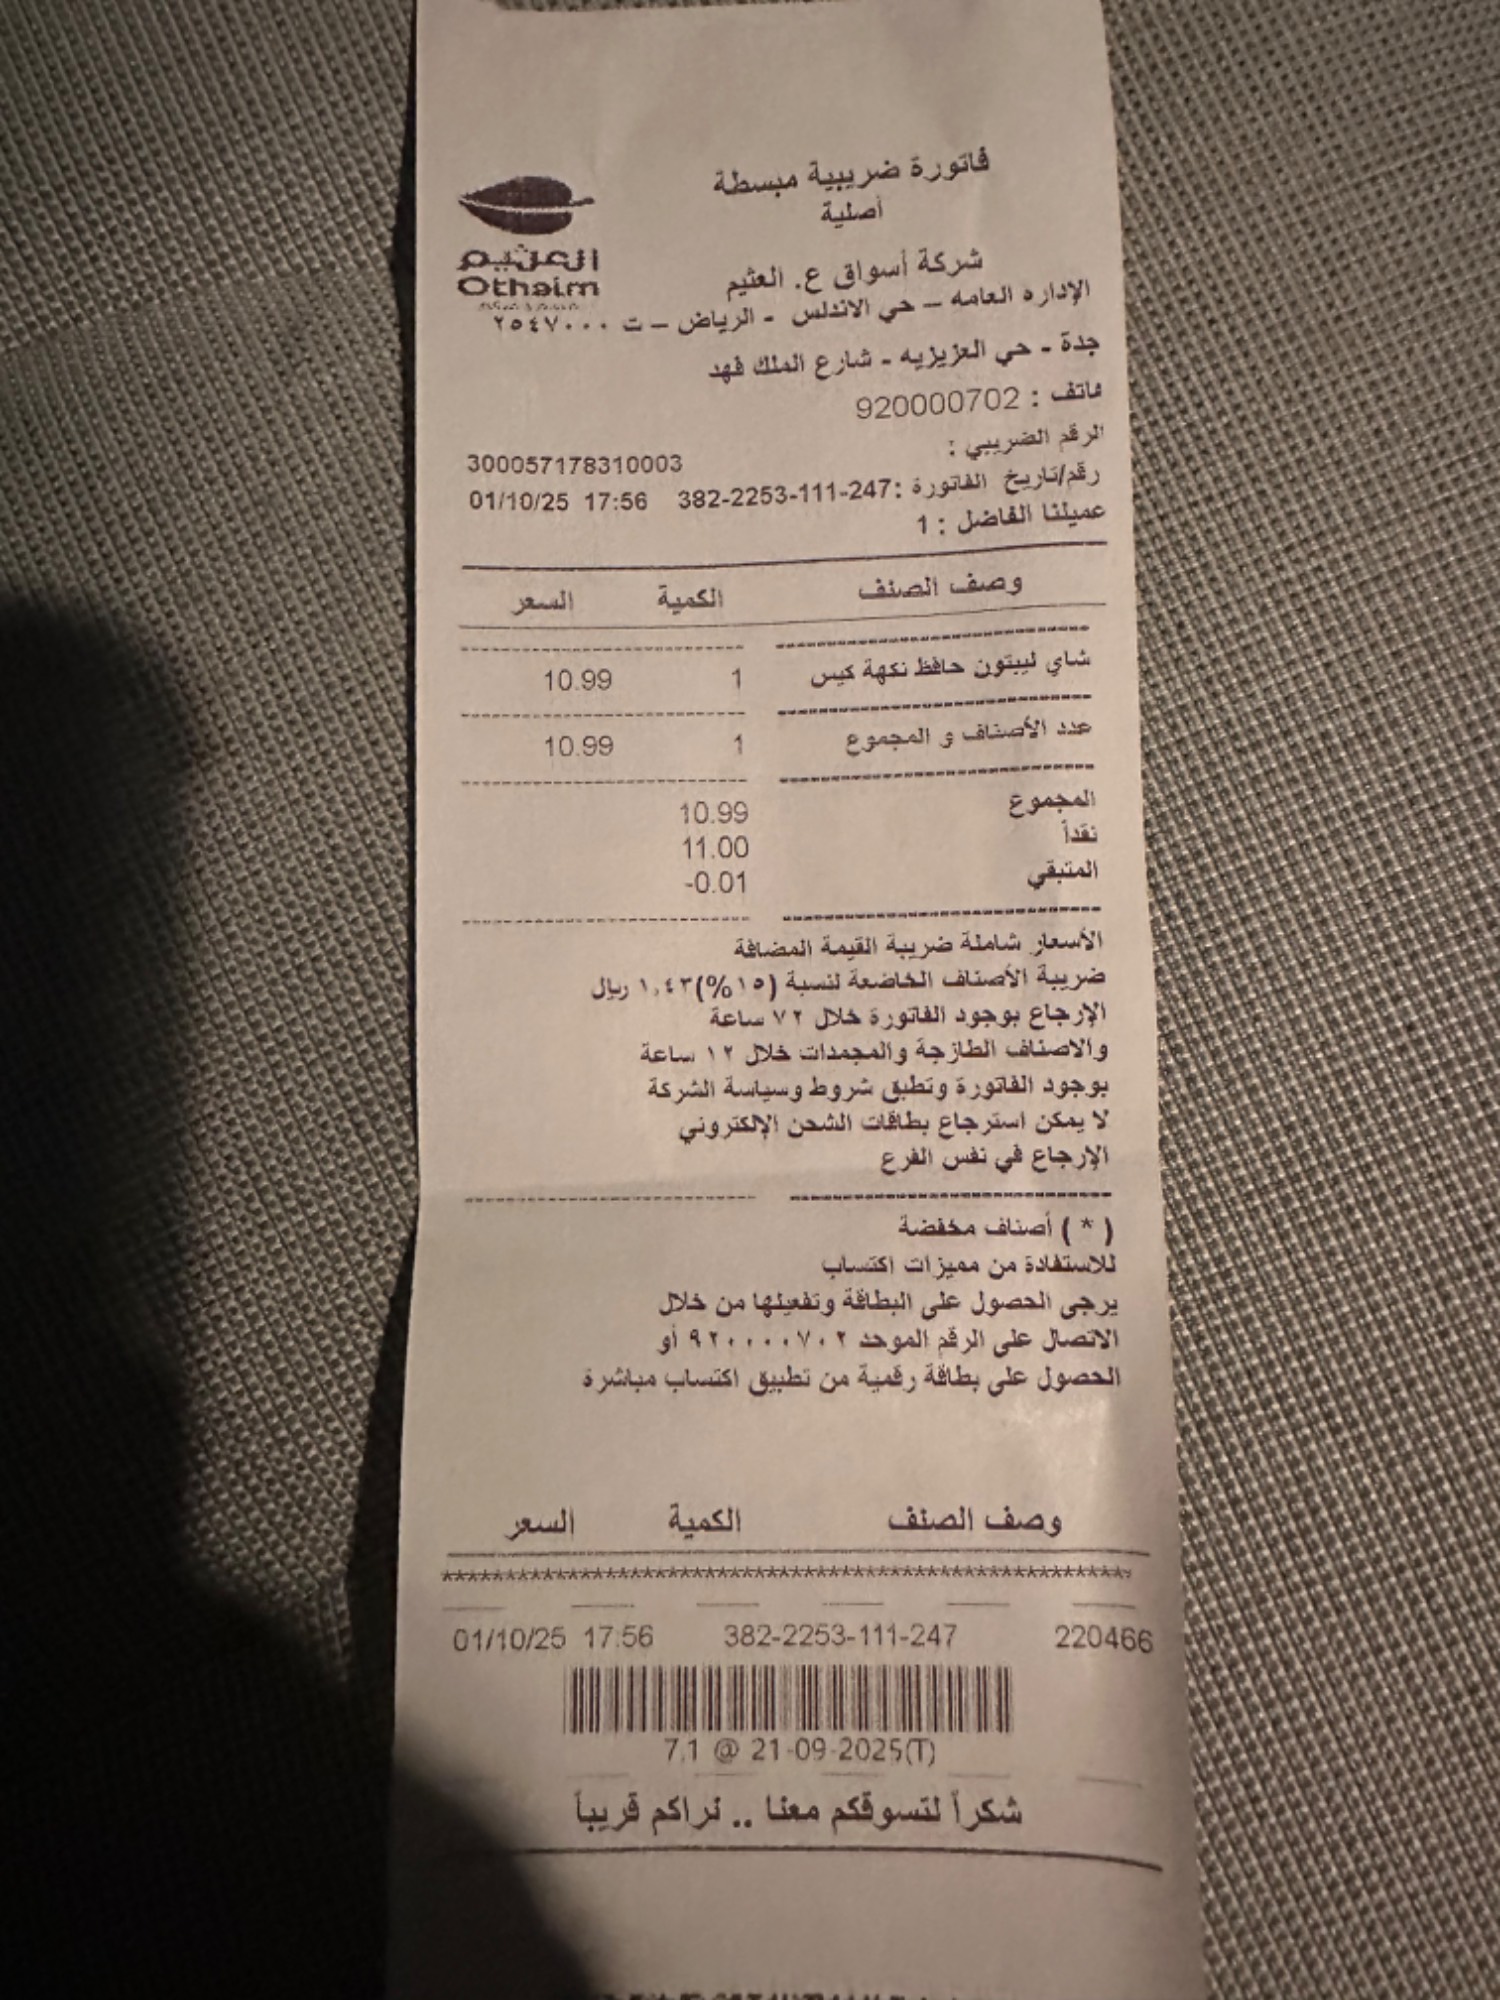 فاتورة ضريبية مبسطة
أصلية
العثيم
Othaim
شركة أسواق ع. العثيم
الإداره العامه – حي الاندلس - الرياض – ت ٢٥٤٧٠٠٠
جدة - حي العزيزيه - شارع الملك فهد
هاتف : 920000702
الرقم الضريبي : 300057178310003
رقم/تاريخ الفاتورة :382-2253-111-247 01/10/25 17:56
عميلنا الفاضل : 1
وصف الصنف الكمية السعر
شاي ليبتون حافظ نكهة كيس 1 10.99
عدد الأصناف و المجموع 1 10.99
المجموع 10.99
نقداً 11.00
المتبقي -0.01
الأسعار شاملة ضريبة القيمة المضافة
ضريبة الأصناف الخاضعة لنسبة (١٥%)١,٤٣ ريال
الإرجاع بوجود الفاتورة خلال ٧٢ ساعة
والاصناف الطازجة والمجمدات خلال ١٢ ساعة
بوجود الفاتورة وتطبق شروط وسياسة الشركة
لا يمكن استرجاع بطاقات الشحن الإلكتروني
الإرجاع في نفس الفرع
( * ) أصناف مخفضة
للاستفادة من مميزات اكتساب
يرجى الحصول على البطاقة وتفعيلها من خلال
الاتصال على الرقم الموحد ٩٢٠٠٠٠٧٠٢ أو
الحصول على بطاقة رقمية من تطبيق اكتساب مباشرة
وصف الصنف الكمية السعر
01/10/25 17:56 382-2253-111-247 220466
7.1 @ 21-09-2025(T)
شكراً لتسوقكم معنا .. نراكم قريباً